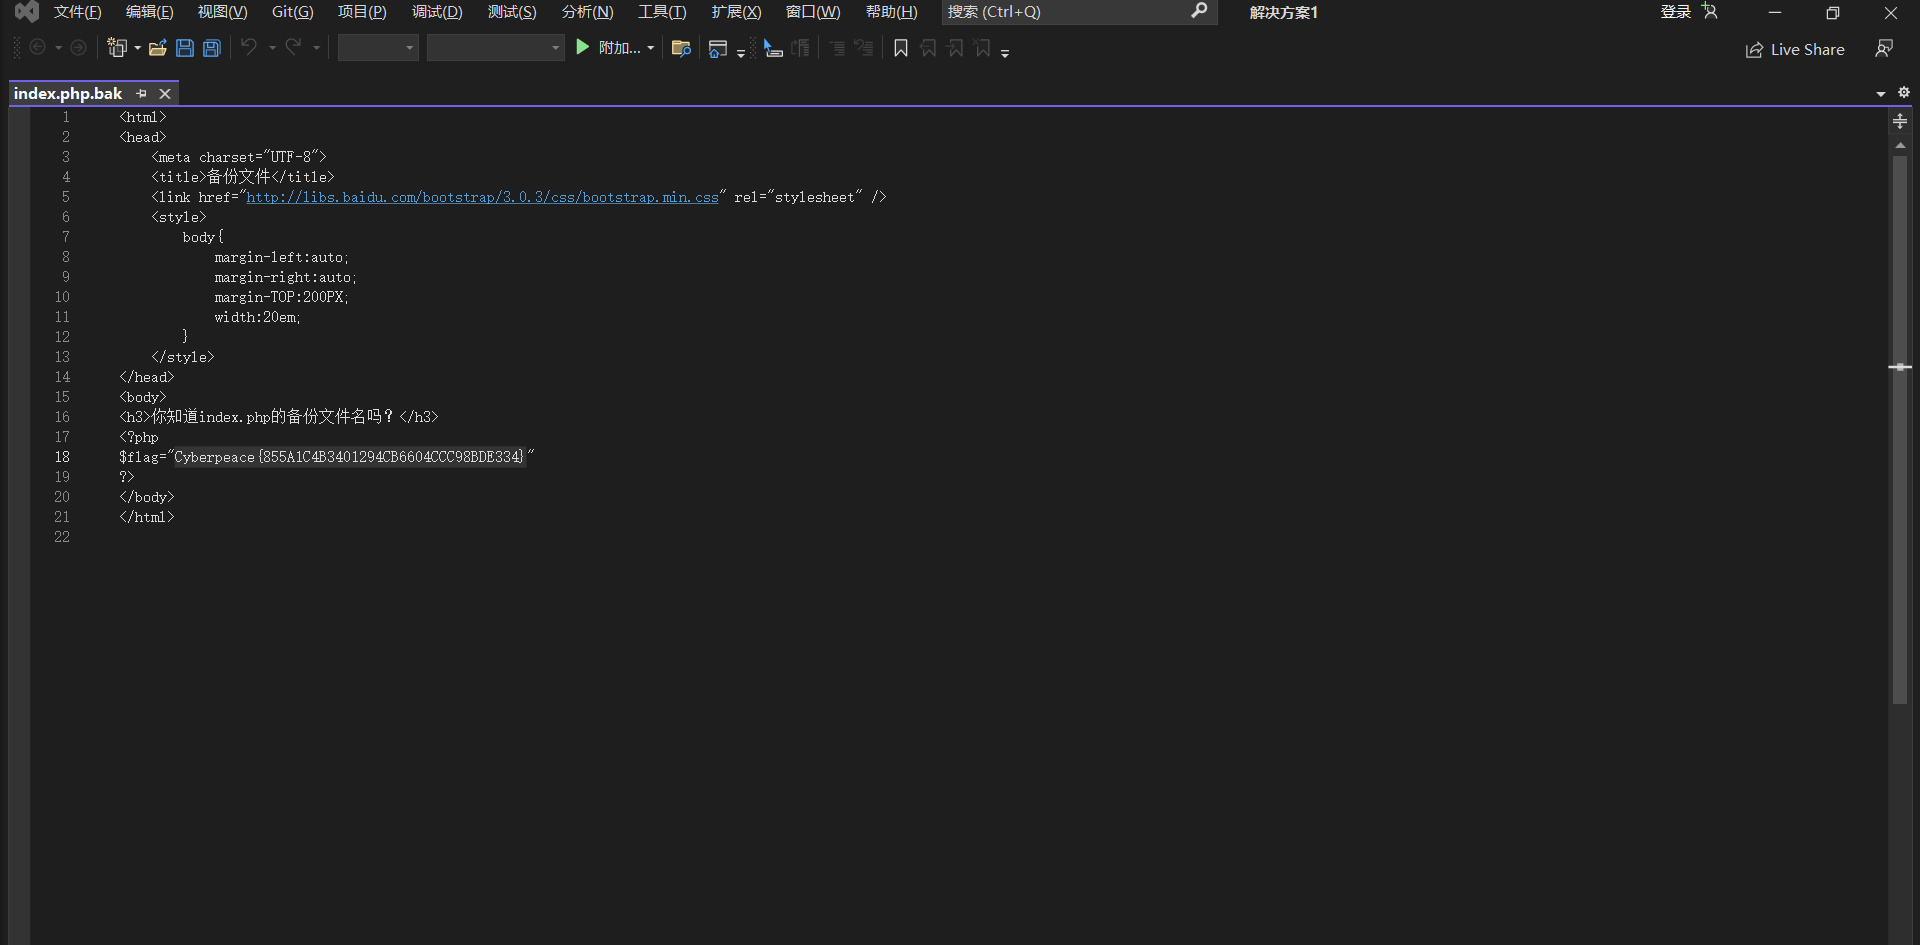 文件(F) 编辑(E) 视图(V) Git(G) 项目(P) 调试(D) 测试(S) 分析(N) 工具(T) 扩展(X) 窗口(W) 帮助(H) 搜索 (Ctrl+Q) 解决方案1 登录
附加... Live Share
index.php.bak
1 <html>
2 <head>
3 <meta charset="UTF-8">
4 <title>备份文件</title>
5 <link href="http://libs.baidu.com/bootstrap/3.0.3/css/bootstrap.min.css" rel="stylesheet" />
6 <style>
7 body{
8 margin-left:auto;
9 margin-right:auto;
10 margin-TOP:200PX;
11 width:20em;
12 }
13 </style>
14 </head>
15 <body>
16 <h3>你知道index.php的备份文件名吗？</h3>
17 <?php
18 $flag="Cyberpeace{855A1C4B3401294CB6604CCC98BDE334}"
19 ?>
20 </body>
21 </html>
22